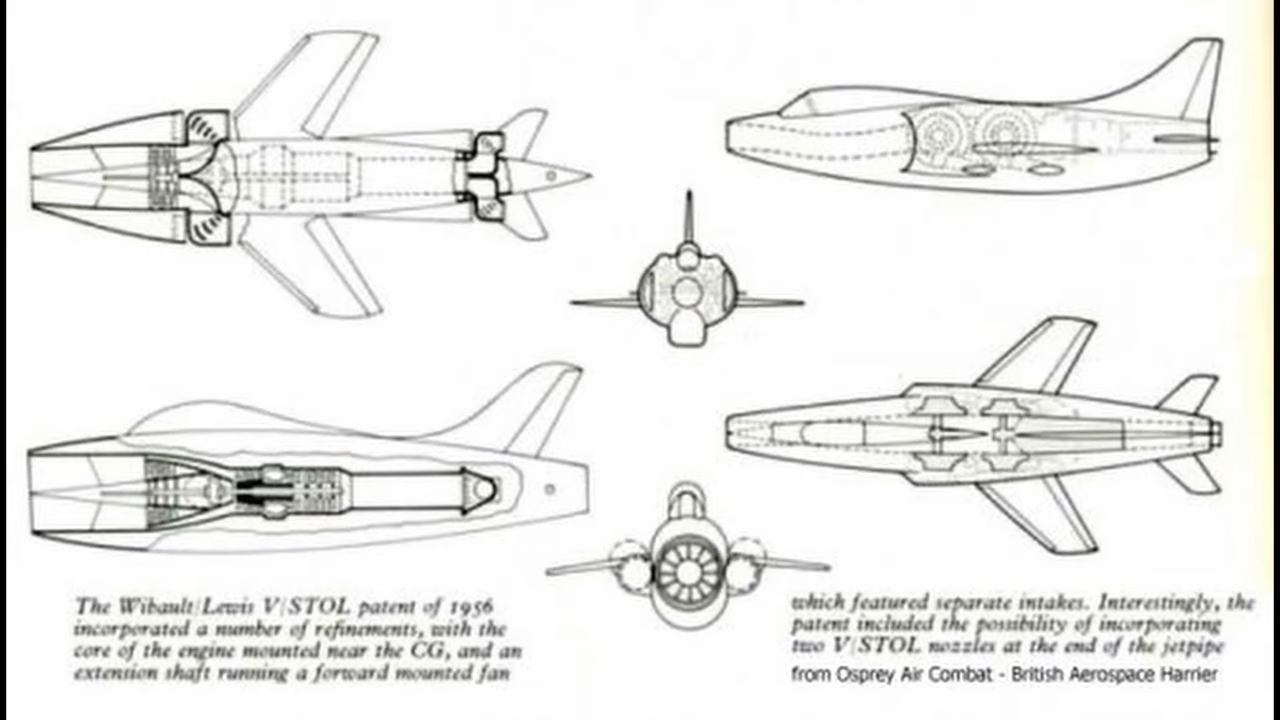 The Wibault/Lewis V/STOL patent of 1956
incorporated a number of refinements, with the
core of the engine mounted near the CG, and an
extension shaft running a forward mounted fan
which featured separate intakes. Interestingly, the
patent included the possibility of incorporating
two V/STOL nozzles at the end of the jetpipe
from Osprey Air Combat - British Aerospace Harrier